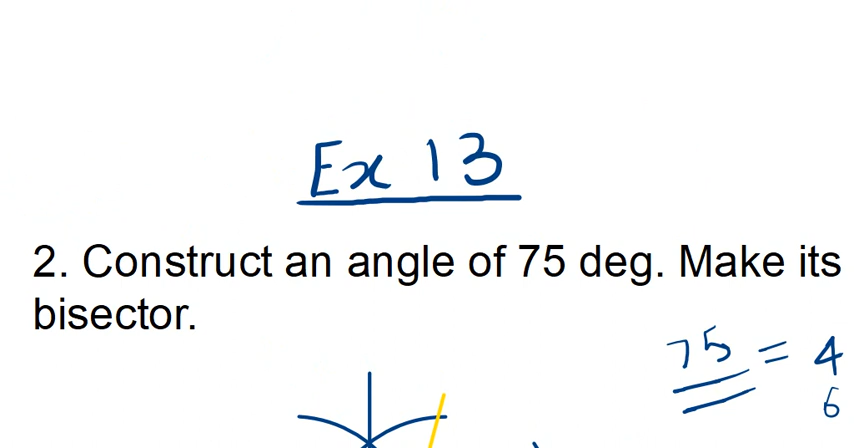 Ex 13
2. Construct an angle of 75 deg. Make its
bisector.
75 = 4
6